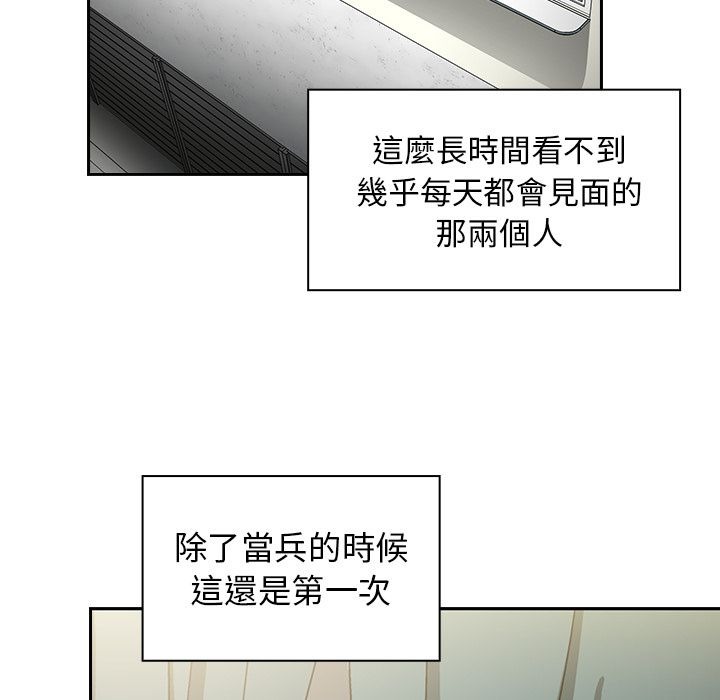 這麼長時間看不到
幾乎每天都會見面的
那兩個人
除了當兵的時候
這還是第一次